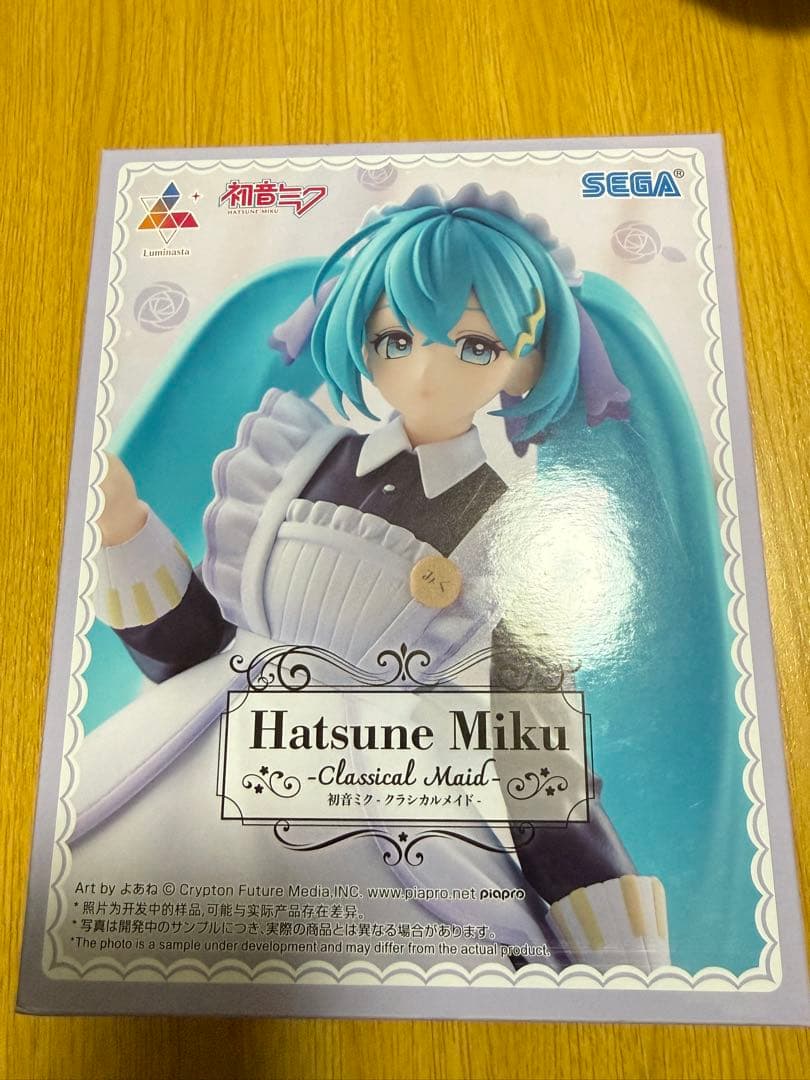 Luminasta
初音ミク
HATSUNE MIKU
SEGA®
みく
Hatsune Miku
-Classical Maid-
初音ミク - クラシカルメイド -
Art by よあね © Crypton Future Media, INC. www.piapro.net piapro
* 照片为开发中的样品,可能与实际产品存在差异。
* 写真は開発中のサンプルにつき、実際の商品とは異なる場合があります。
*The photo is a sample under development and may differ from the actual product.